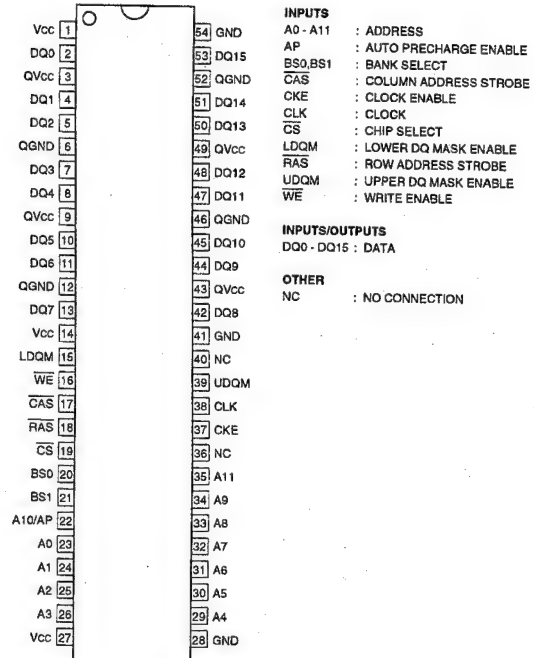 Vcc 1
DQ0 2
QVcc 3
DQ1 4
DQ2 5
QGND 6
DQ3 7
DQ4 8
QVcc 9
DQ5 10
DQ6 11
QGND 12
DQ7 13
Vcc 14
LDQM 15
WE 16
CAS 17
RAS 18
CS 19
BS0 20
BS1 21
A10/AP 22
A0 23
A1 24
A2 25
A3 26
Vcc 27
54 GND
53 DQ15
52 QGND
51 DQ14
50 DQ13
49 QVcc
48 DQ12
47 DQ11
46 QGND
45 DQ10
44 DQ9
43 QVcc
42 DQ8
41 GND
40 NC
39 UDQM
38 CLK
37 CKE
36 NC
35 A11
34 A9
33 A8
32 A7
31 A6
30 A5
29 A4
28 GND
INPUTS
A0 - A11 : ADDRESS
AP : AUTO PRECHARGE ENABLE
BS0,BS1 : BANK SELECT
CAS : COLUMN ADDRESS STROBE
CKE : CLOCK ENABLE
CLK : CLOCK
CS : CHIP SELECT
LDQM : LOWER DQ MASK ENABLE
RAS : ROW ADDRESS STROBE
UDQM : UPPER DQ MASK ENABLE
WE : WRITE ENABLE
INPUTS/OUTPUTS
DQ0 - DQ15 : DATA
OTHER
NC : NO CONNECTION